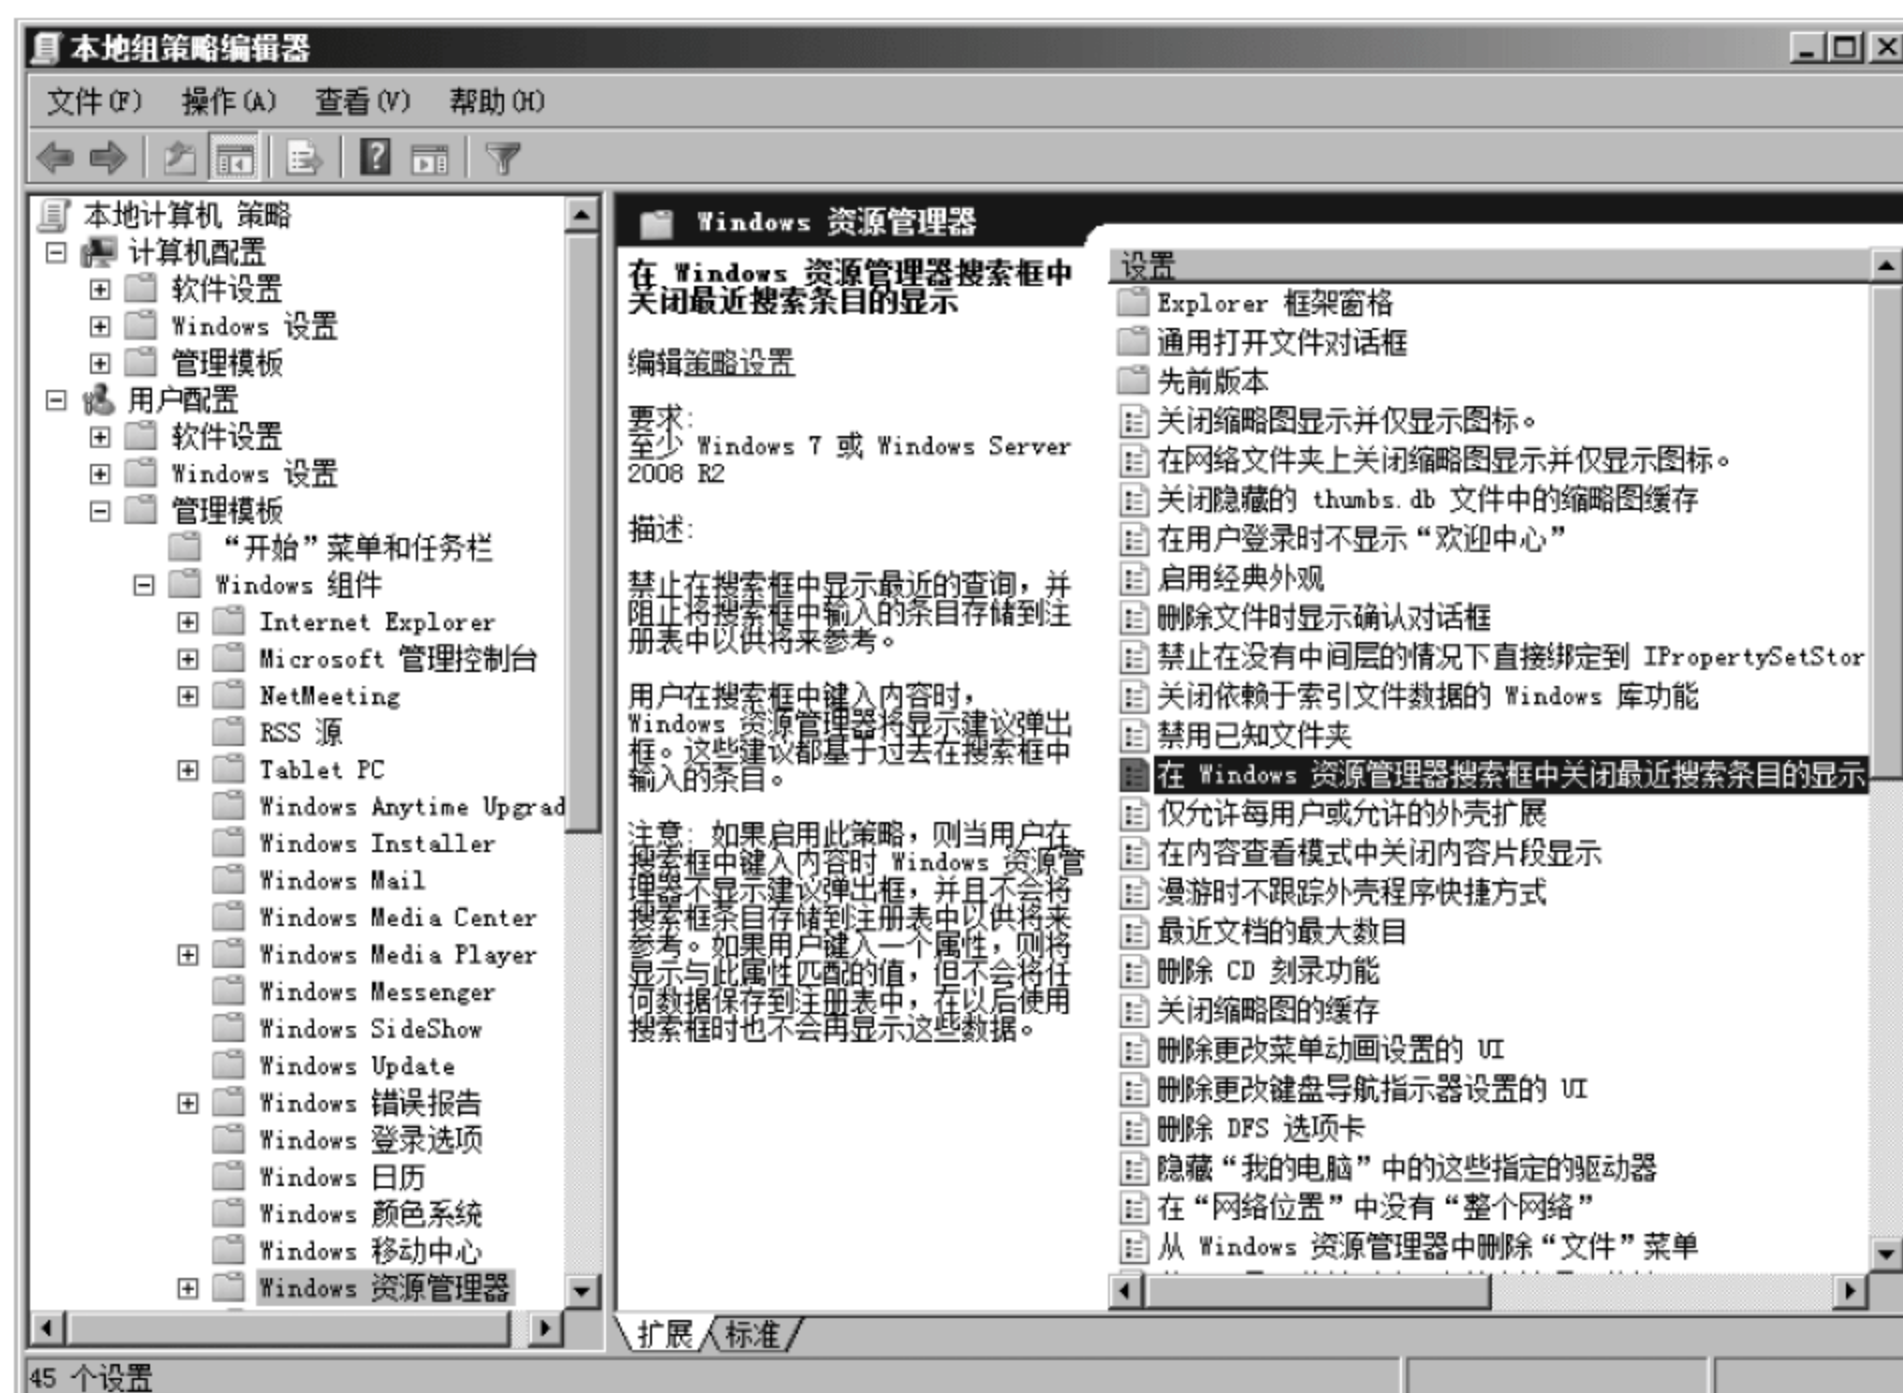 本地组策略编辑器
文件(F) 操作(A) 查看(V) 帮助(H)
本地计算机 策略
计算机配置
软件设置
Windows 设置
管理模板
用户配置
软件设置
Windows 设置
管理模板
“开始”菜单和任务栏
Windows 组件
Internet Explorer
Microsoft 管理控制台
NetMeeting
RSS 源
Tablet PC
Windows Anytime Upgrad
Windows Installer
Windows Mail
Windows Media Center
Windows Media Player
Windows Messenger
Windows SideShow
Windows Update
Windows 错误报告
Windows 登录选项
Windows 日历
Windows 颜色系统
Windows 移动中心
Windows 资源管理器
Windows 资源管理器
在 Windows 资源管理器搜索框中
关闭最近搜索条目的显示
编辑策略设置
要求:
至少 Windows 7 或 Windows Server
2008 R2
描述:
禁止在搜索框中显示最近的查询，并
阻止将搜索框中输入的条目存储到注
册表中以供将来参考。
用户在搜索框中键入内容时，
Windows 资源管理器将显示建议弹出
框。这些建议都基于过去在搜索框中
输入的条目。
注意: 如果启用此策略，则当用户在
搜索框中键入内容时 Windows 资源管
理器不显示建议弹出框，并且不会将
搜索框条目存储到注册表中以供将来
参考。如果用户键入一个属性，则将
显示与此属性匹配的值，但不会将任
何数据保存到注册表中，在以后使用
搜索框时也不会再显示这些数据。
设置
Explorer 框架窗格
通用打开文件对话框
先前版本
关闭缩略图显示并仅显示图标。
在网络文件夹上关闭缩略图显示并仅显示图标。
关闭隐藏的 thumbs.db 文件中的缩略图缓存
在用户登录时不显示“欢迎中心”
启用经典外观
删除文件时显示确认对话框
禁止在没有中间层的情况下直接绑定到 IPropertySetStor
关闭依赖于索引文件数据的 Windows 库功能
禁用已知文件夹
在 Windows 资源管理器搜索框中关闭最近搜索条目的显示
仅允许每用户或允许的外壳扩展
在内容查看模式中关闭内容片段显示
漫游时不跟踪外壳程序快捷方式
最近文档的最大数目
删除 CD 刻录功能
关闭缩略图的缓存
删除更改菜单动画设置的 UI
删除更改键盘导航指示器设置的 UI
删除 DFS 选项卡
隐藏“我的电脑”中的这些指定的驱动器
在“网络位置”中没有“整个网络”
从 Windows 资源管理器中删除“文件”菜单
扩展 标准
45 个设置